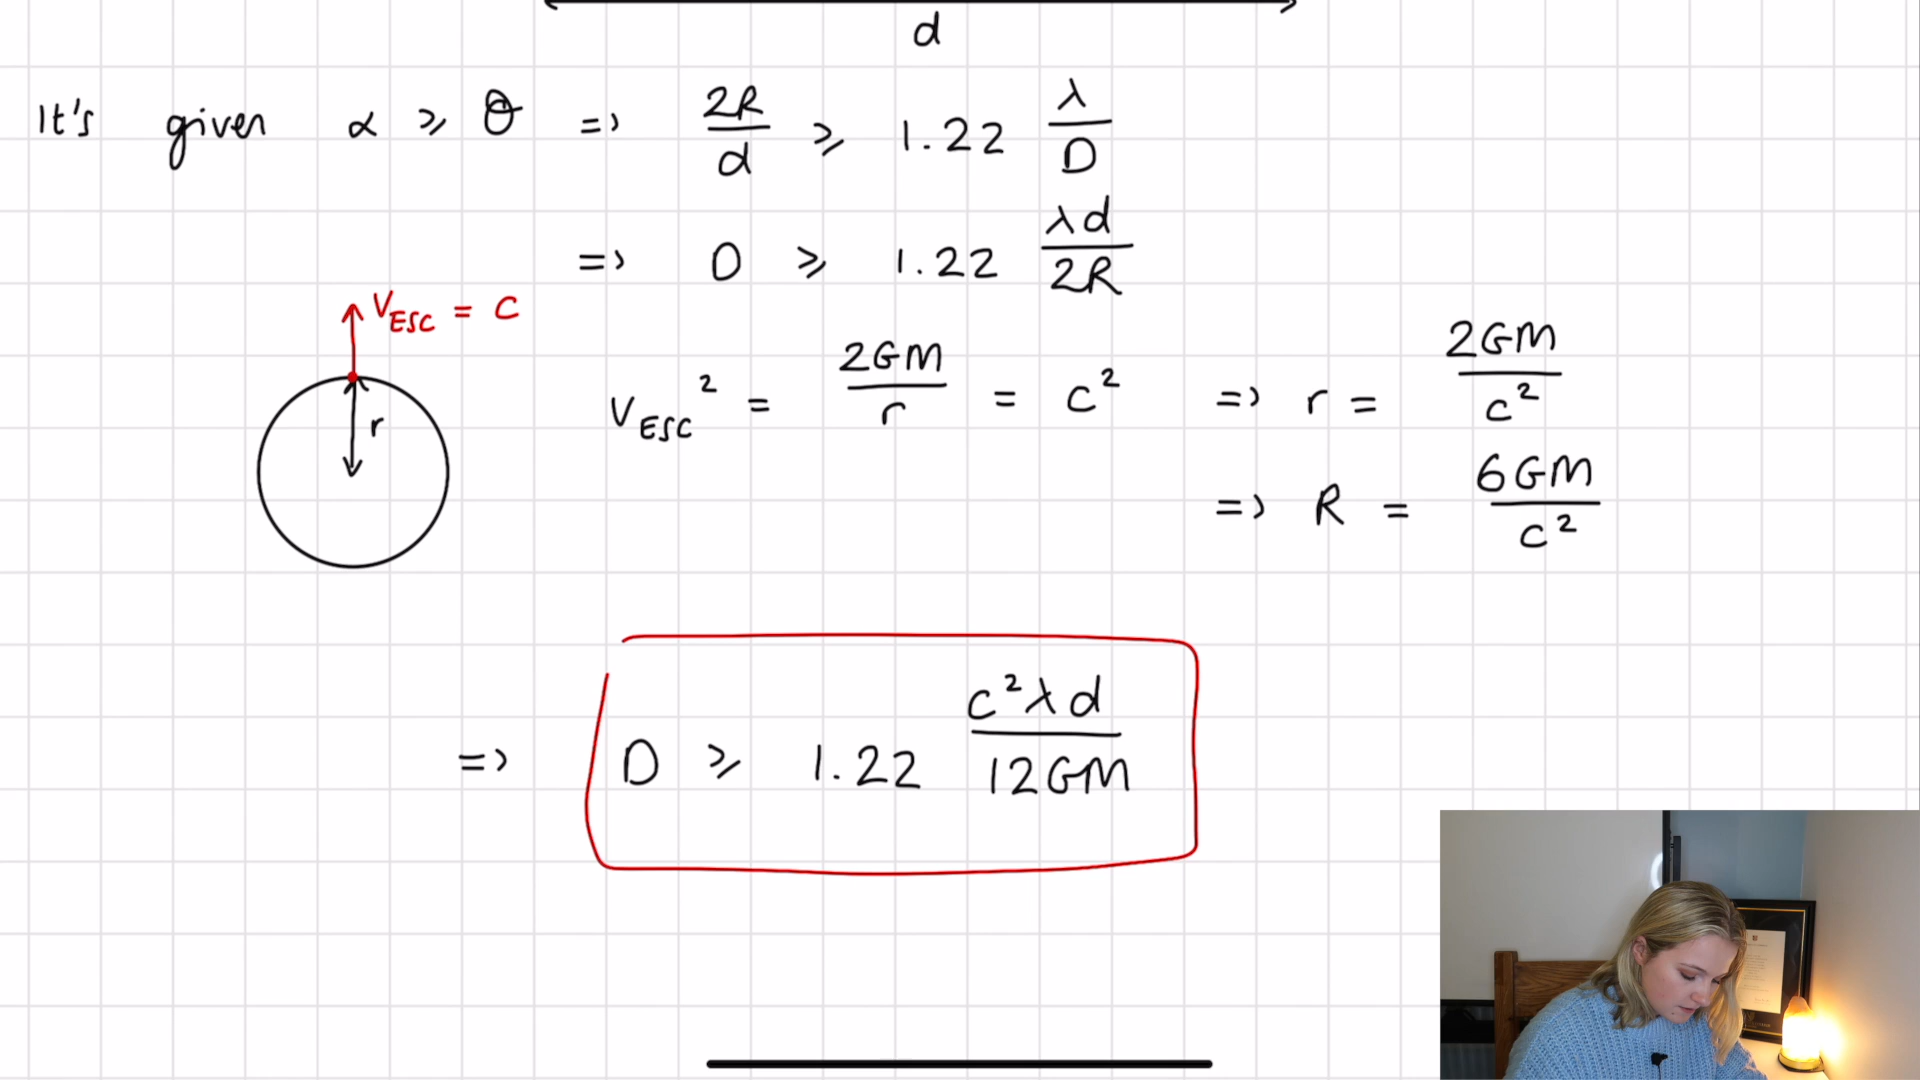 d
It's given α ⩾ θ => 2R/d ⩾ 1.22 λ/D
=> D ⩾ 1.22 λd/2R
V_ESC = c
r
V_ESC² = 2GM/r = c² => r = 2GM/c²
=> R = 6GM/c²
=> D ⩾ 1.22 c²λd/12GM